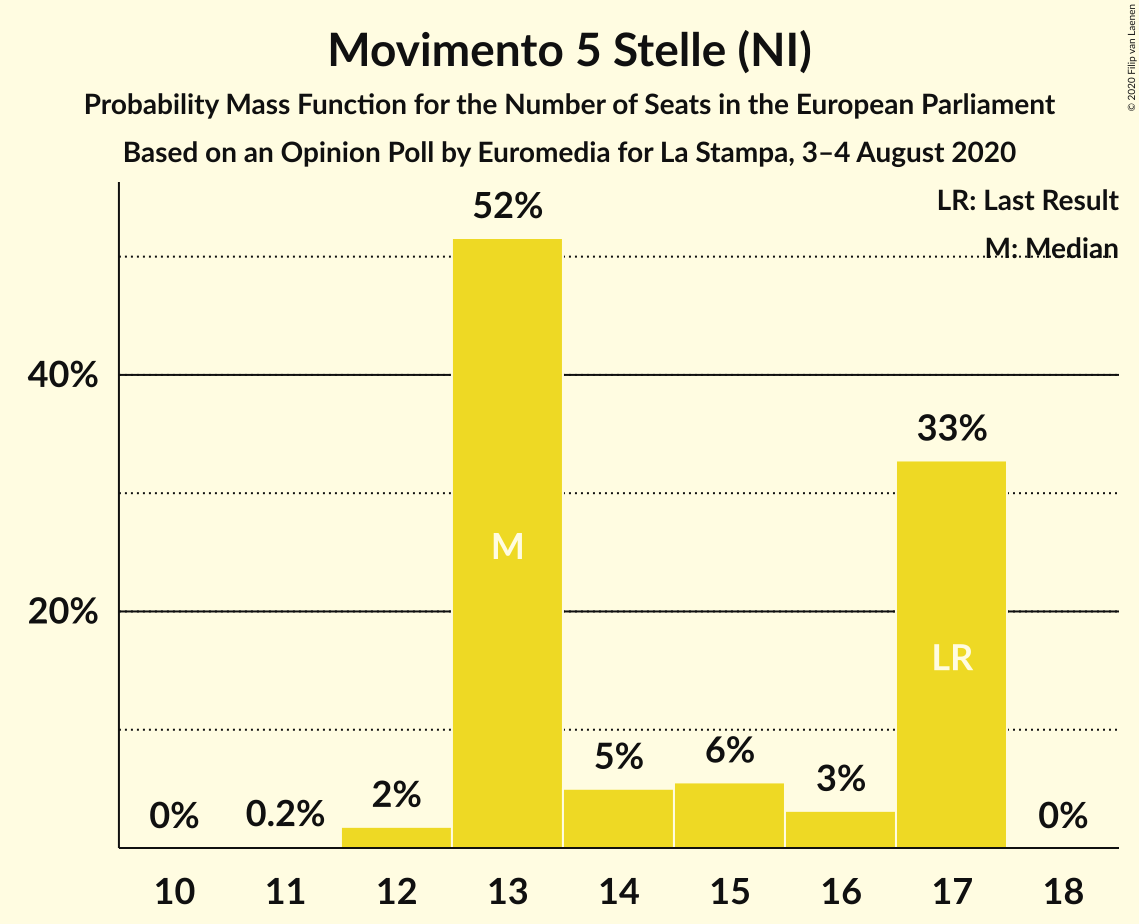 Movimento 5 Stelle (NI)
Probability Mass Function for the Number of Seats in the European Parliament
Based on an Opinion Poll by Euromedia for La Stampa, 3–4 August 2020
© 2020 Filip van Laenen
LR: Last Result
M: Median
52%
40%
33%
M
20%
LR
0%
0.2%
2%
5%
6%
3%
0%
10 11 12 13 14 15 16 17 18